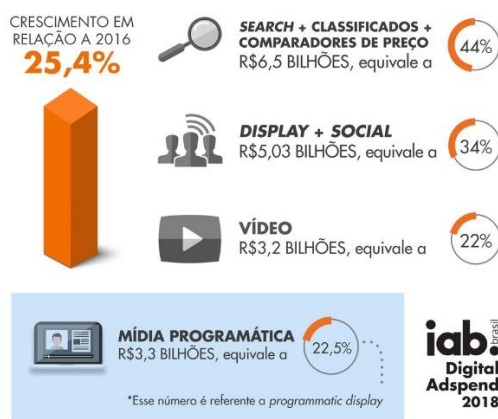 CRESCIMENTO EM
RELAÇÃO A 2016
25,4%
SEARCH + CLASSIFICADOS +
COMPARADORES DE PREÇO
R$6,5 BILHÕES, equivale a
44%
DISPLAY + SOCIAL
R$5,03 BILHÕES, equivale a
34%
VÍDEO
R$3,2 BILHÕES, equivale a
22%
MÍDIA PROGRAMÁTICA
R$3,3 BILHÕES, equivale a
22,5%
*Esse número é referente a programmatic display
iab.
brasil
Digital
Adspend
2018